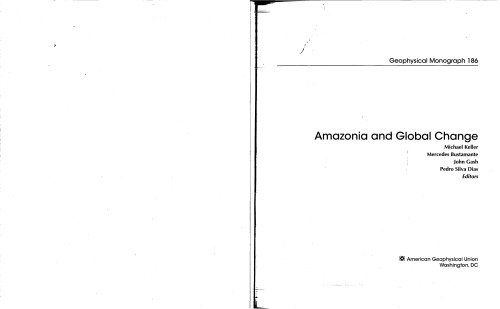 Geophysical Monograph 186
Amazonia and Global Change
Michael Keller
Mercedes Bustamante
John Gash
Pedro Silva Dias
Editors
American Geophysical Union
Washington, DC